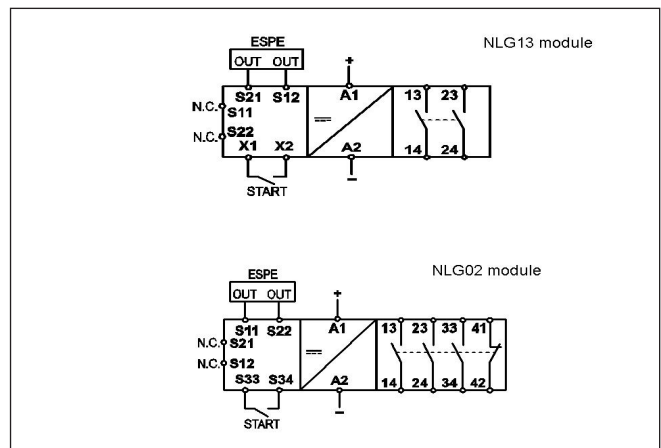 NLG13 module
ESPE
OUT OUT
+
S21 S12 A1 13 23
N.C. S11
N.C. S22
X1 X2 A2 14 24
START –
NLG02 module
ESPE
OUT OUT
+
S11 S22 A1 13 23 33 41
N.C. S21
N.C. S12
S33 S34 A2 14 24 34 42
START –